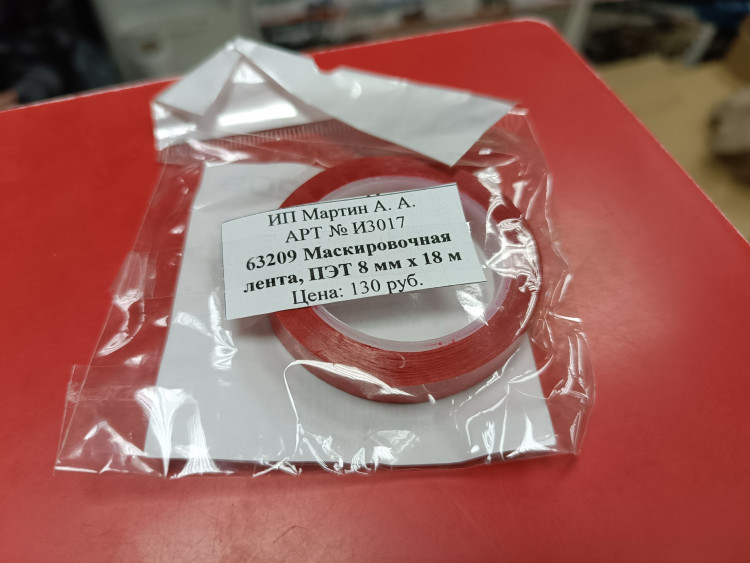 ИП Мартин А. А.
АРТ № И3017
63209 Маскировочная
лента, ПЭТ 8 мм х 18 м
Цена: 130 руб.